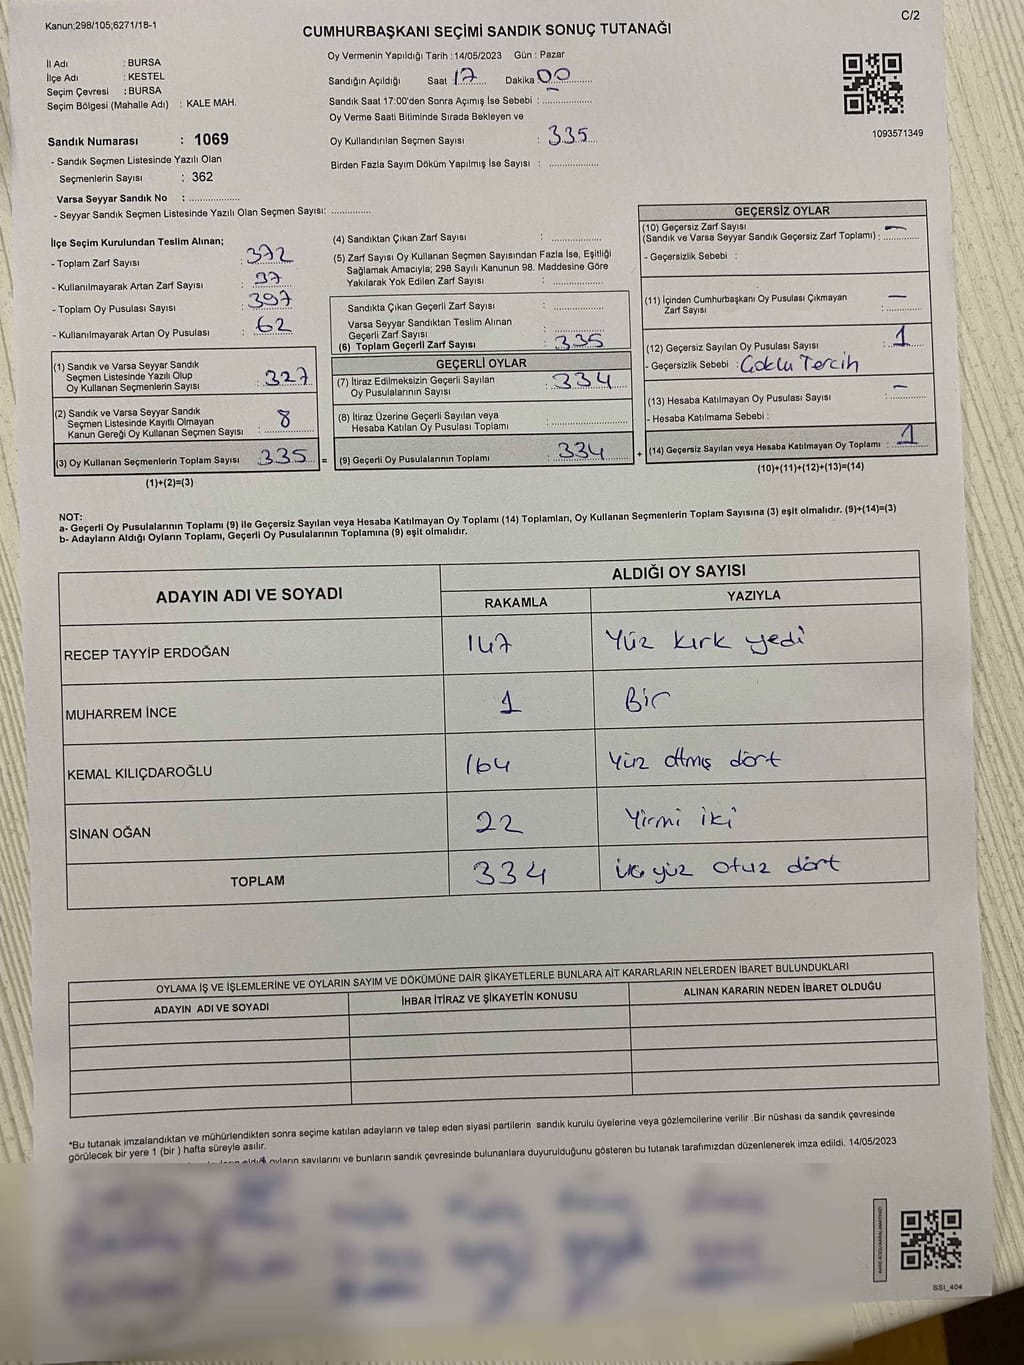 Kanun;298/105;6271/18-1
C/2
CUMHURBAŞKANI SEÇİMİ SANDIK SONUÇ TUTANAĞI
İl Adı : BURSA
İlçe Adı : KESTEL
Seçim Çevresi : BURSA
Seçim Bölgesi (Mahalle Adı) : KALE MAH.
Sandık Numarası : 1069
- Sandık Seçmen Listesinde Yazılı Olan
Seçmenlerin Sayısı : 362
Varsa Seyyar Sandık No : ..................
- Seyyar Sandık Seçmen Listesinde Yazılı Olan Seçmen Sayısı: ..............
Oy Vermenin Yapıldığı Tarih : 14/05/2023 Gün : Pazar
Sandığın Açıldığı Saat 17 Dakika 00
Sandık Saat 17:00'den Sonra Açımış İse Sebebi : ..................
Oy Verme Saati Bitiminde Sırada Bekleyen ve
Oy Kullandırılan Seçmen Sayısı : 335
Birden Fazla Sayım Döküm Yapılmış İse Sayısı : ..................
1093571349
İlçe Seçim Kurulundan Teslim Alınan;
- Toplam Zarf Sayısı : 372
- Kullanılmayarak Artan Zarf Sayısı : 37
- Toplam Oy Pusulası Sayısı : 397
- Kullanılmayarak Artan Oy Pusulası : 62
(1) Sandık ve Varsa Seyyar Sandık
Seçmen Listesinde Yazılı Olup
Oy Kullanan Seçmenlerin Sayısı : 327
(2) Sandık ve Varsa Seyyar Sandık
Seçmen Listesinde Kayıtlı Olmayan
Kanun Gereği Oy Kullanan Seçmen Sayısı : 8
(3) Oy Kullanan Seçmenlerin Toplam Sayısı : 335 =
(1)+(2)=(3)
(4) Sandıktan Çıkan Zarf Sayısı : ..................
(5) Zarf Sayısı Oy Kullanan Seçmen Sayısından Fazla İse, Eşitliği
Sağlamak Amacıyla; 298 Sayılı Kanunun 98. Maddesine Göre
Yakılarak Yok Edilen Zarf Sayısı : ..................
Sandıkta Çıkan Geçerli Zarf Sayısı : ..................
Varsa Seyyar Sandıktan Teslim Alınan
Geçerli Zarf Sayısı : ..................
(6) Toplam Geçerli Zarf Sayısı : 335
GEÇERLİ OYLAR
(7) İtiraz Edilmeksizin Geçerli Sayılan
Oy Pusulalarının Sayısı : 334
(8) İtiraz Üzerine Geçerli Sayılan veya
Hesaba Katılan Oy Pusulası Toplamı : ..................
(9) Geçerli Oy Pusulalarının Toplamı : 334 +
GEÇERSİZ OYLAR
(10) Geçersiz Zarf Sayısı
(Sandık ve Varsa Seyyar Sandık Geçersiz Zarf Toplamı) : —
- Geçersizlik Sebebi :
(11) İçinden Cumhurbaşkanı Oy Pusulası Çıkmayan
Zarf Sayısı : —
(12) Geçersiz Sayılan Oy Pusulası Sayısı : 1
- Geçersizlik Sebebi : Çoklu Tercih
(13) Hesaba Katılmayan Oy Pusulası Sayısı : —
- Hesaba Katılmama Sebebi :
(14) Geçersiz Sayılan veya Hesaba Katılmayan Oy Toplamı : 1
(10)+(11)+(12)+(13)=(14)
NOT:
a- Geçerli Oy Pusulalarının Toplamı (9) ile Geçersiz Sayılan veya Hesaba Katılmayan Oy Toplamı (14) Toplamları, Oy Kullanan Seçmenlerin Toplam Sayısına (3) eşit olmalıdır. (9)+(14)=(3)
b- Adayların Aldığı Oyların Toplamı, Geçerli Oy Pusulalarının Toplamına (9) eşit olmalıdır.
ADAYIN ADI VE SOYADI
ALDIĞI OY SAYISI
RAKAMLA YAZIYLA
RECEP TAYYİP ERDOĞAN 147 Yüz kırk yedi
MUHARREM İNCE 1 Bir
KEMAL KILIÇDAROĞLU 164 Yüz atmış dört
SİNAN OĞAN 22 Yirmi iki
TOPLAM 334 üç yüz otuz dört
OYLAMA İŞ VE İŞLEMLERİNE VE OYLARIN SAYIM VE DÖKÜMÜNE DAİR ŞİKAYETLERLE BUNLARA AİT KARARLARIN NELERDEN İBARET BULUNDUKLARI
ADAYIN ADI VE SOYADI İHBAR İTİRAZ VE ŞİKAYETİN KONUSU ALINAN KARARIN NEDEN İBARET OLDUĞU
*Bu tutanak imzalandıktan ve mühürlendikten sonra seçime katılan adayların ve talep eden siyasi partilerin sandık kurulu üyelerine veya gözlemcilerine verilir .Bir nüshası da sandık çevresinde
görülecek bir yere 1 (bir ) hafta süreyle asılır.
oyların sayılarını ve bunların sandık çevresinde bulunanlara duyurulduğunu gösteren bu tutanak tarafımızdan düzenlenerek imza edildi. 14/05/2023
SSI_404